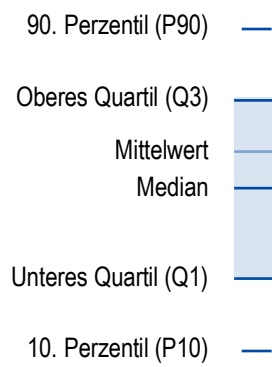 90. Perzentil (P90)
Oberes Quartil (Q3)
Mittelwert
Median
Unteres Quartil (Q1)
10. Perzentil (P10)